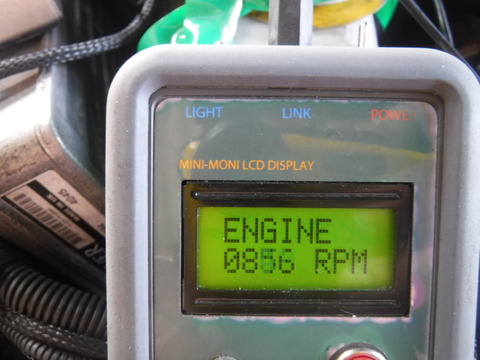 LIGHT LINK POWER
MINI-MONI LCD DISPLAY
ENGINE
0856 RPM